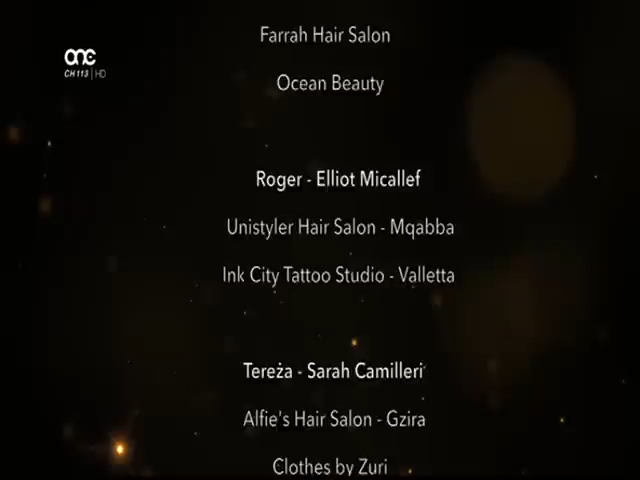 one
CH 113 | HD
Farrah Hair Salon
Ocean Beauty
Roger - Elliot Micallef
Unistyler Hair Salon - Mqabba
Ink City Tattoo Studio - Valletta
Tereża - Sarah Camilleri
Alfie's Hair Salon - Gzira
Clothes by Zuri